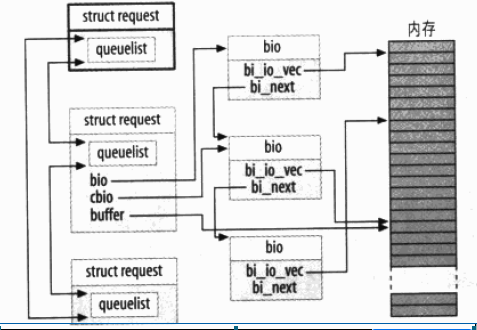 struct request
queuelist
struct request
queuelist
bio
cbio
buffer
struct request
queuelist
bio
bi_io_vec
bi_next
bio
bi_io_vec
bi_next
bio
bi_io_vec
bi_next
内存